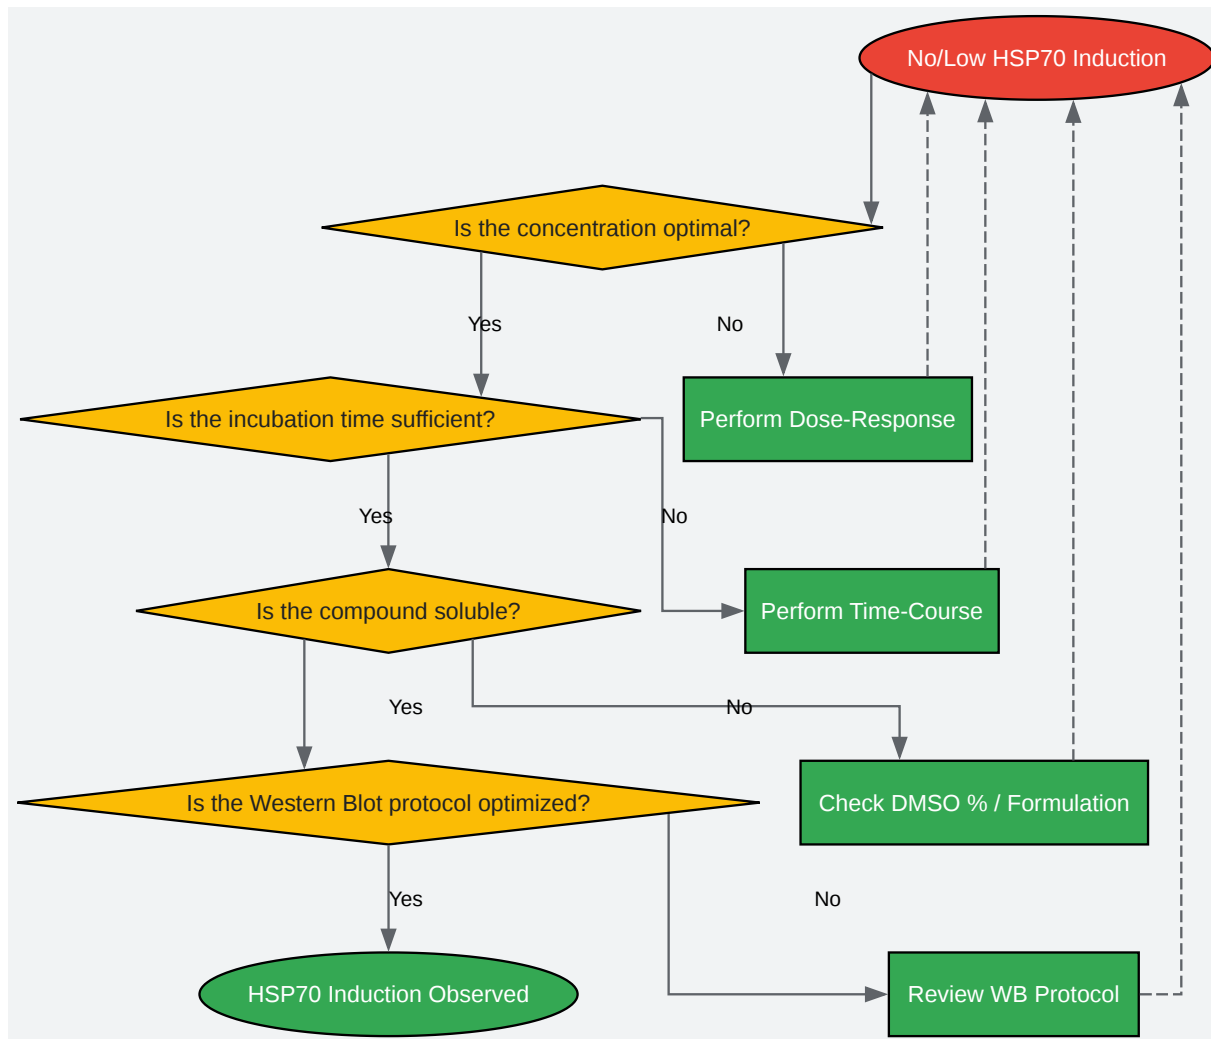 No/Low HSP70 Induction
Is the concentration optimal?
Yes
No
Is the incubation time sufficient?
Perform Dose-Response
Yes
No
Is the compound soluble?
Perform Time-Course
Yes
No
Is the Western Blot protocol optimized?
Check DMSO % / Formulation
Yes
No
HSP70 Induction Observed
Review WB Protocol